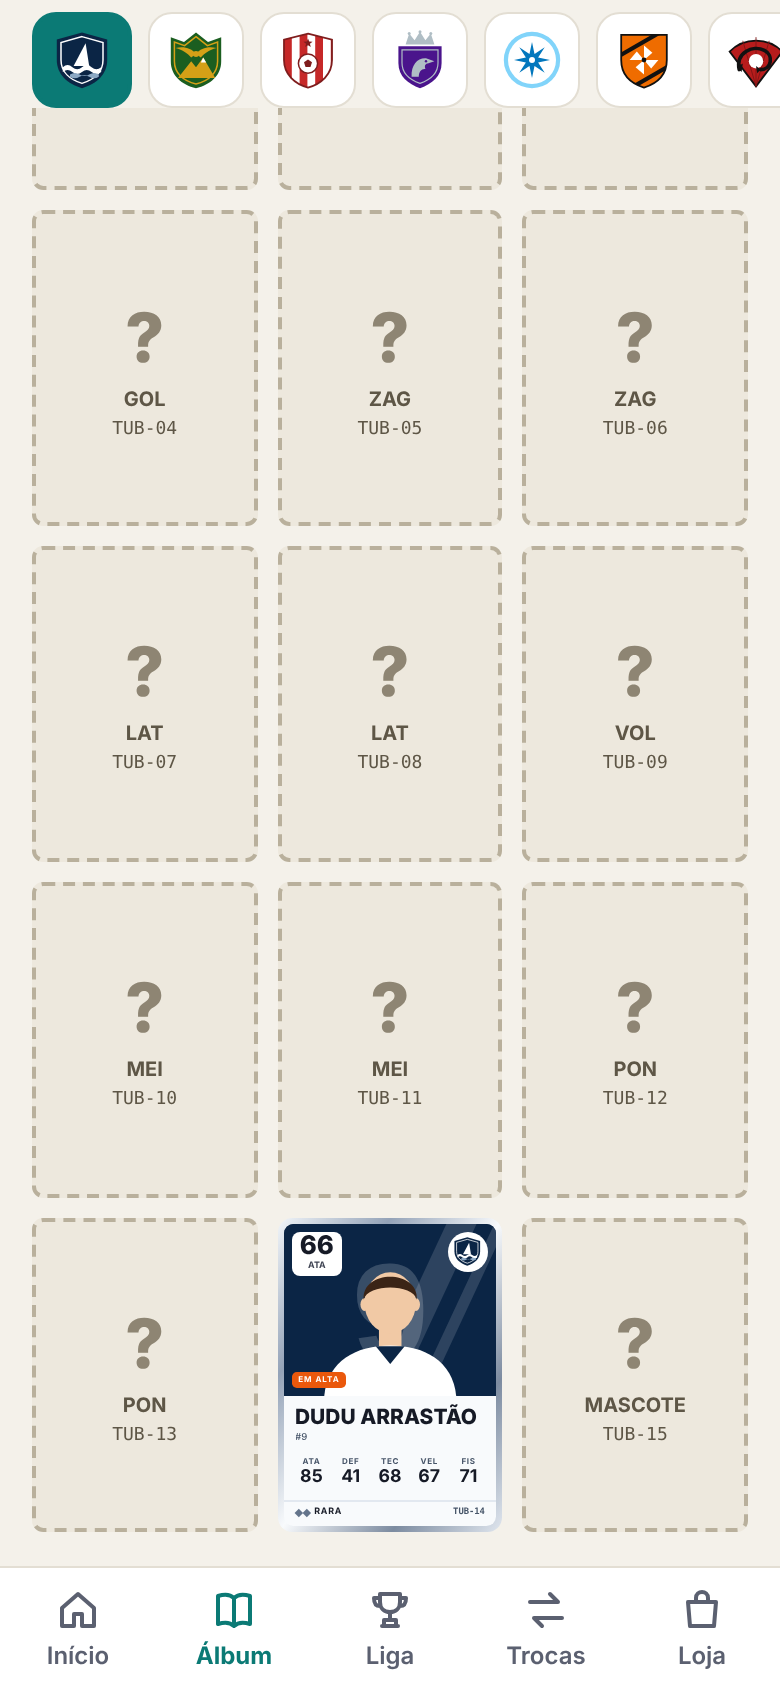 ?
GOL
TUB-04
?
ZAG
TUB-05
?
ZAG
TUB-06
?
LAT
TUB-07
?
LAT
TUB-08
?
VOL
TUB-09
?
MEI
TUB-10
?
MEI
TUB-11
?
PON
TUB-12
?
PON
TUB-13
66
ATA
EM ALTA
DUDU ARRASTÃO
#9
ATA DEF TEC VEL FIS
85 41 68 67 71
RARA TUB-14
?
MASCOTE
TUB-15
Início Álbum Liga Trocas Loja